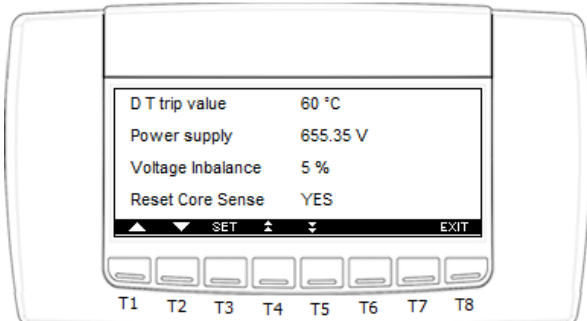 D T trip value 60 °C
Power supply 655.35 V
Voltage Inbalance 5 %
Reset Core Sense YES
SET EXIT
T1 T2 T3 T4 T5 T6 T7 T8